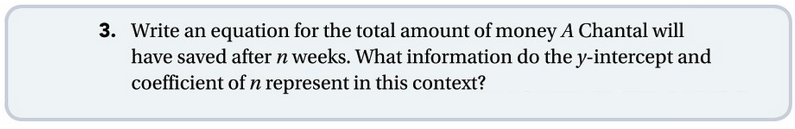 3. Write an equation for the total amount of money A Chantal will
have saved after n weeks. What information do the y-intercept and
coefficient of n represent in this context?